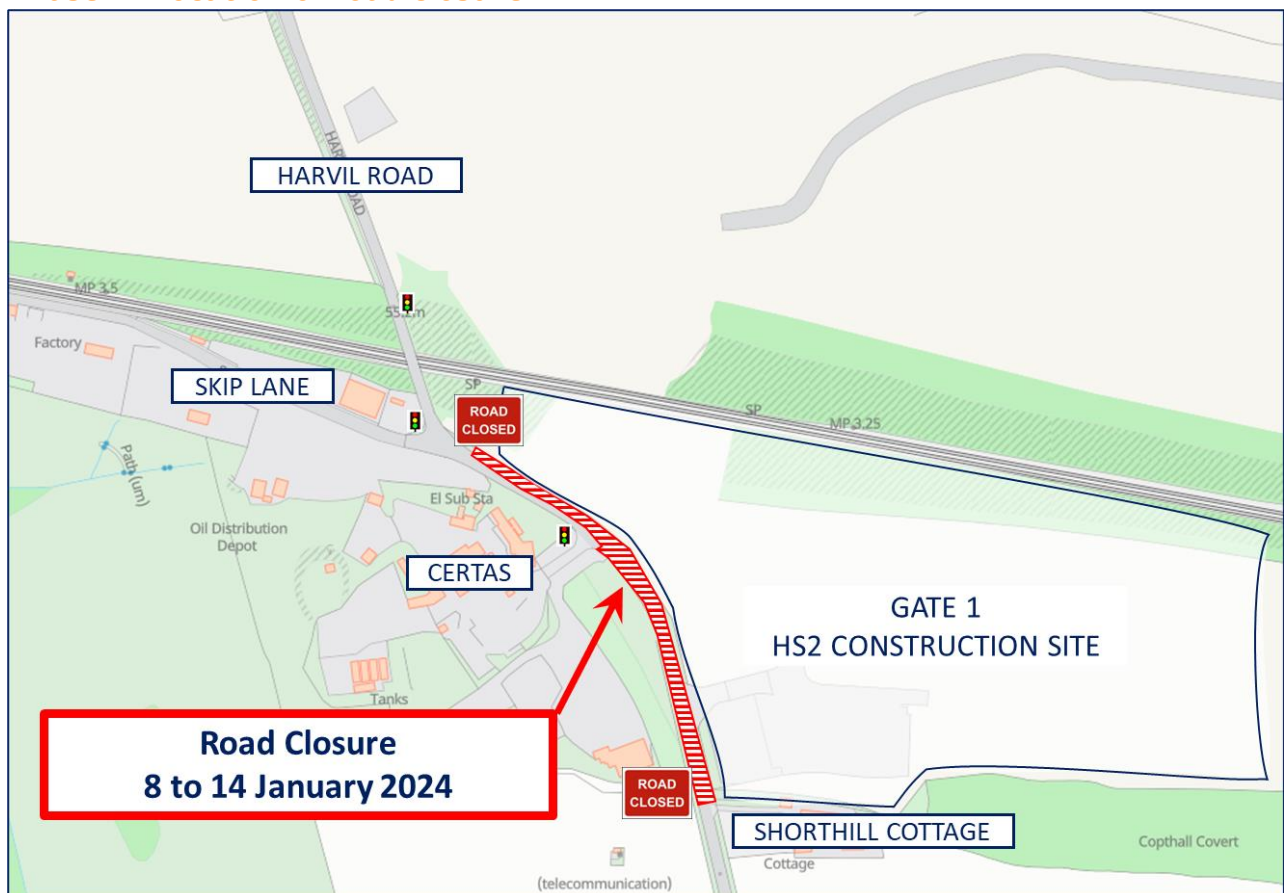 HARVIL ROAD
MP 3.5
55.2m
Factory
SKIP LANE
SP
ROAD
CLOSED
SP
MP 3.25
Path (um)
El Sub Sta
Oil Distribution
Depot
CERTAS
GATE 1
HS2 CONSTRUCTION SITE
Tanks
Road Closure
8 to 14 January 2024
ROAD
CLOSED
SHORTHILL COTTAGE
Cottage
Copthall Covert
(telecommunication)